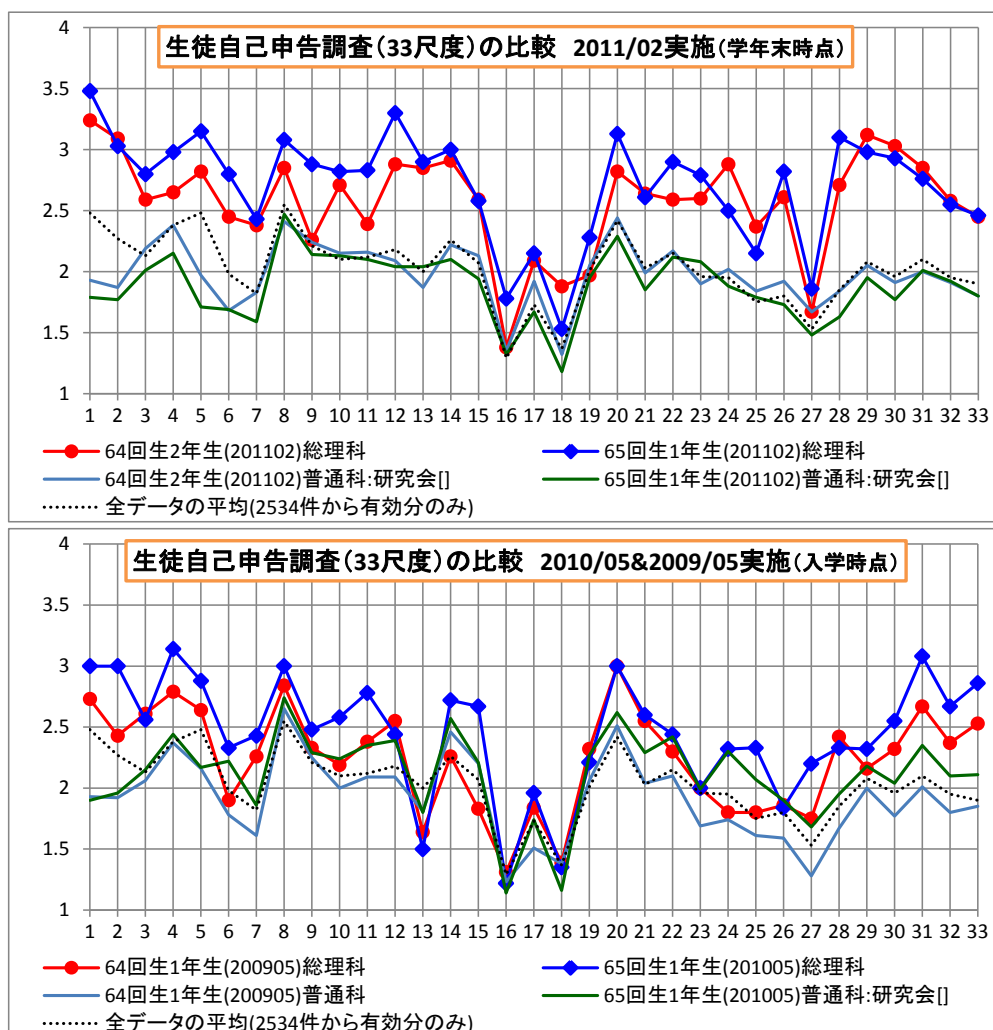 生徒自己申告調査(33尺度)の比較 2011/02実施(学年末時点)
4
3.5
3
2.5
2
1.5
1
1 2 3 4 5 6 7 8 9 10 11 12 13 14 15 16 17 18 19 20 21 22 23 24 25 26 27 28 29 30 31 32 33
64回生2年生(201102)総理科
65回生1年生(201102)総理科
64回生2年生(201102)普通科:研究会[]
65回生1年生(201102)普通科:研究会[]
全データの平均(2534件から有効分のみ)
生徒自己申告調査(33尺度)の比較 2010/05&2009/05実施(入学時点)
4
3.5
3
2.5
2
1.5
1
1 2 3 4 5 6 7 8 9 10 11 12 13 14 15 16 17 18 19 20 21 22 23 24 25 26 27 28 29 30 31 32 33
64回生1年生(200905)総理科
65回生1年生(201005)総理科
64回生1年生(200905)普通科
65回生1年生(201005)普通科:研究会[]
全データの平均(2534件から有効分のみ)